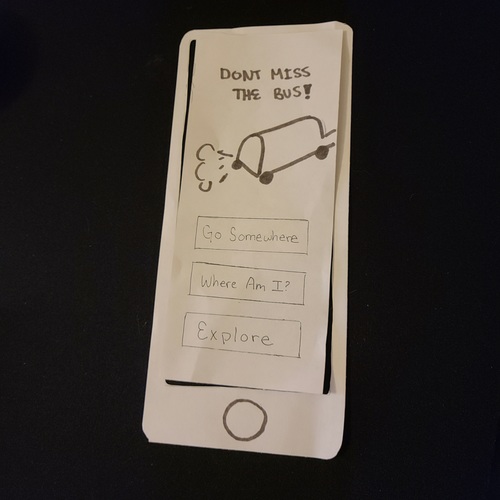 DONT MISS
THE BUS!
Go Somewhere
Where Am I?
Explore